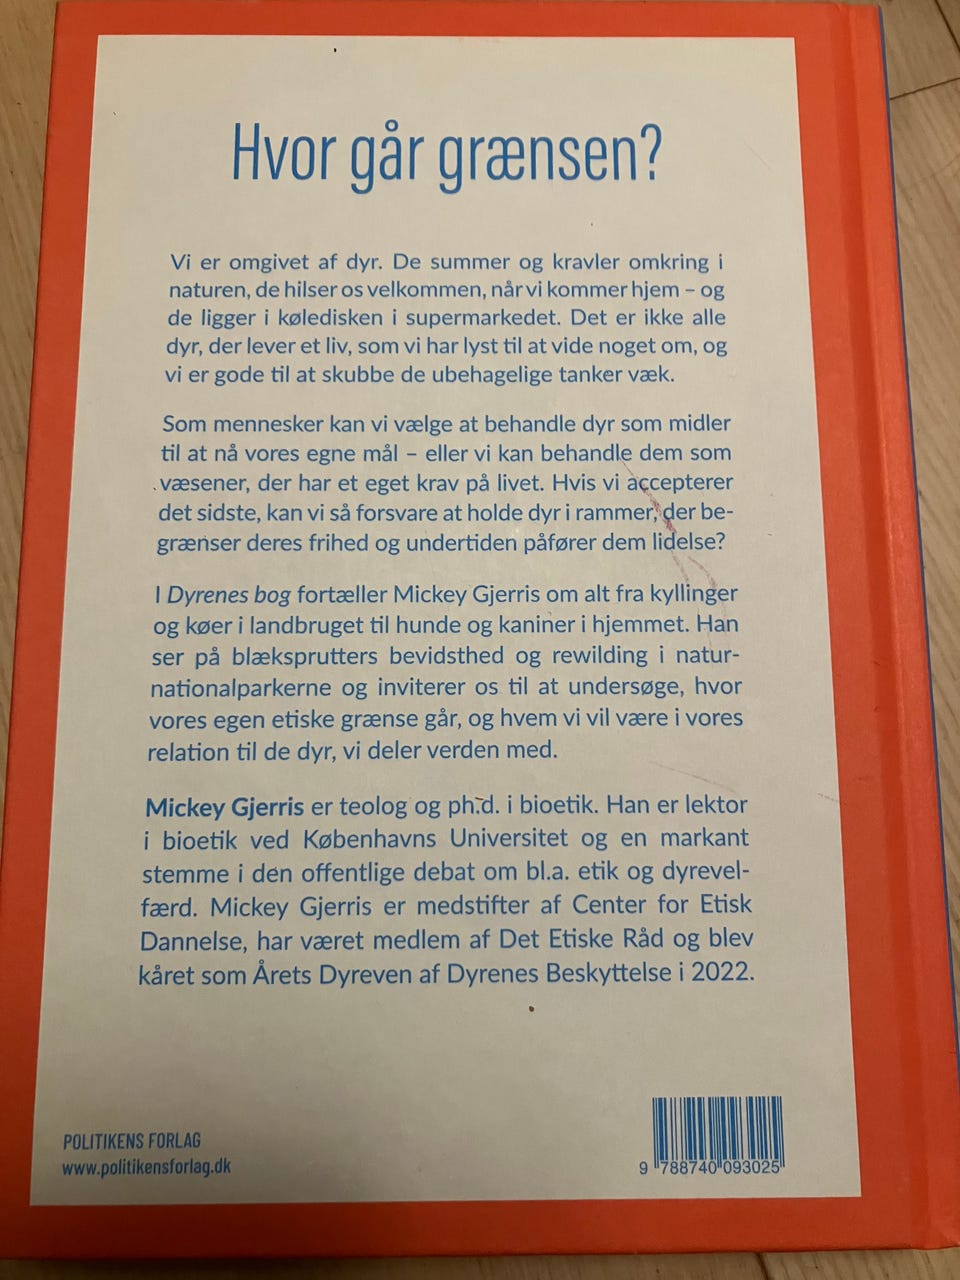 Hvor går grænsen?
Vi er omgivet af dyr. De summer og kravler omkring i
naturen, de hilser os velkommen, når vi kommer hjem – og
de ligger i køledisken i supermarkedet. Det er ikke alle
dyr, der lever et liv, som vi har lyst til at vide noget om, og
vi er gode til at skubbe de ubehagelige tanker væk.
Som mennesker kan vi vælge at behandle dyr som midler
til at nå vores egne mål – eller vi kan behandle dem som
væsener, der har et eget krav på livet. Hvis vi accepterer
det sidste, kan vi så forsvare at holde dyr i rammer, der be-
grænser deres frihed og undertiden påfører dem lidelse?
I Dyrenes bog fortæller Mickey Gjerris om alt fra kyllinger
og køer i landbruget til hunde og kaniner i hjemmet. Han
ser på blæksprutters bevidsthed og rewilding i natur-
nationalparkerne og inviterer os til at undersøge, hvor
vores egen etiske grænse går, og hvem vi vil være i vores
relation til de dyr, vi deler verden med.
Mickey Gjerris er teolog og ph.d. i bioetik. Han er lektor
i bioetik ved Københavns Universitet og en markant
stemme i den offentlige debat om bl.a. etik og dyrevel-
færd. Mickey Gjerris er medstifter af Center for Etisk
Dannelse, har været medlem af Det Etiske Råd og blev
kåret som Årets Dyreven af Dyrenes Beskyttelse i 2022.
POLITIKENS FORLAG
www.politikensforlag.dk
9 788740 093025